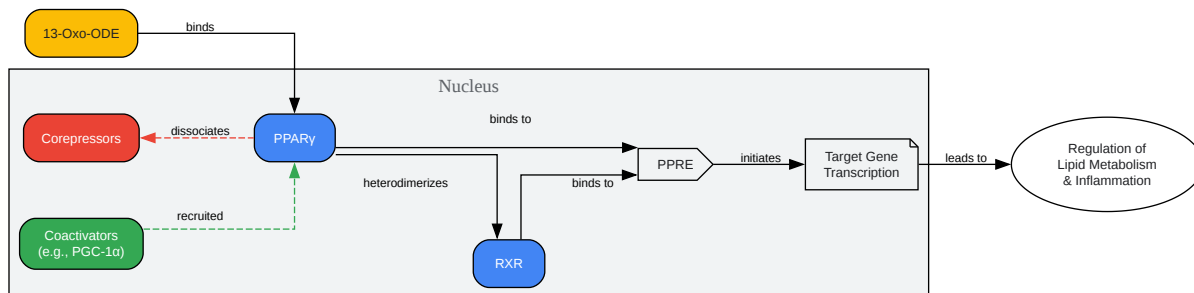 13-Oxo-ODE
binds
Nucleus
Corepressors
dissociates
PPARγ
binds to
heterodimerizes
PPRE
binds to
initiates
Target Gene
Transcription
leads to
Regulation of
Lipid Metabolism
& Inflammation
recruited
Coactivators
(e.g., PGC-1α)
RXR